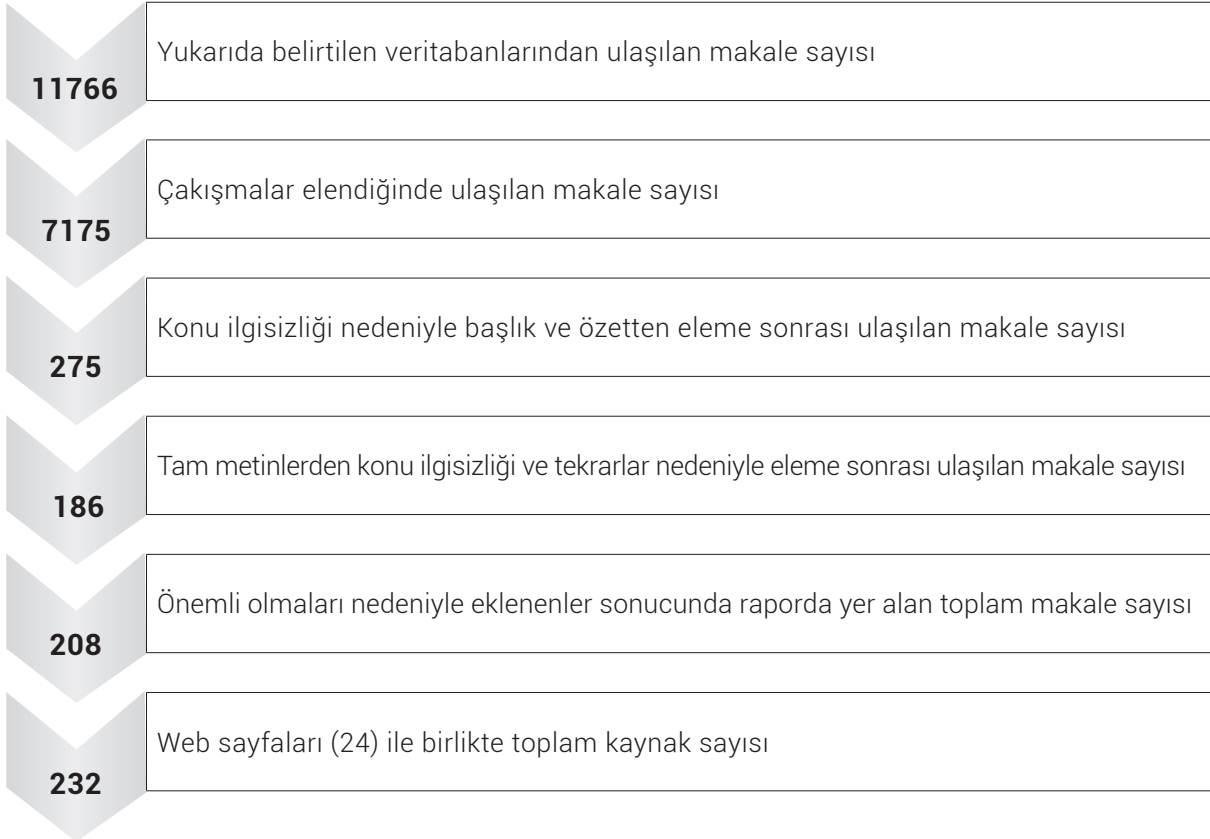 Yukarıda belirtilen veritabanlarından ulaşılan makale sayısı
11766
Çakışmalar elendiğinde ulaşılan makale sayısı
7175
Konu ilgisizliği nedeniyle başlık ve özetten eleme sonrası ulaşılan makale sayısı
275
Tam metinlerden konu ilgisizliği ve tekrarlar nedeniyle eleme sonrası ulaşılan makale sayısı
186
Önemli olmaları nedeniyle eklenenler sonucunda raporda yer alan toplam makale sayısı
208
Web sayfaları (24) ile birlikte toplam kaynak sayısı
232